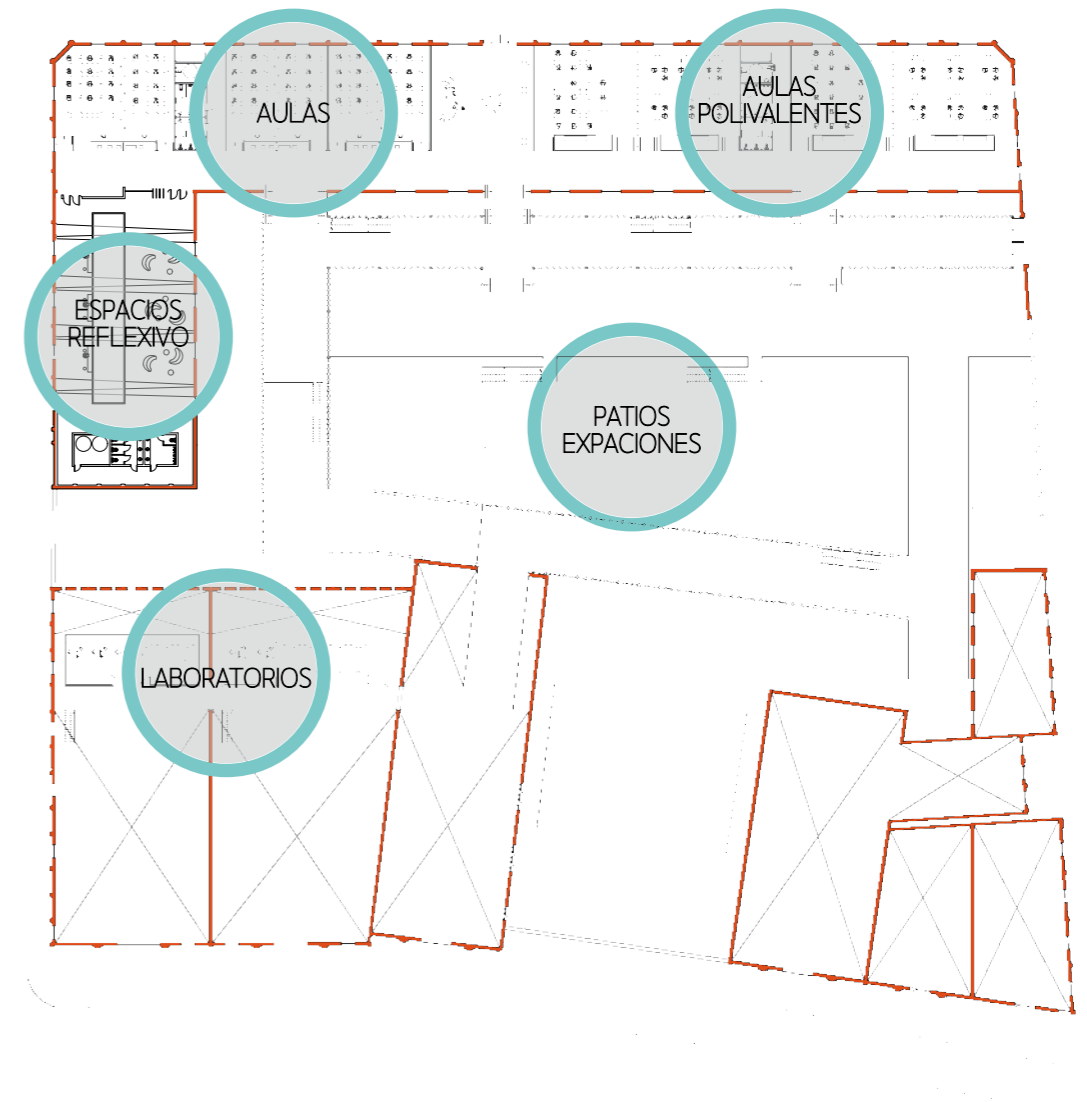 AULAS
AULAS
POLIVALENTES
ESPACIOS
REFLEXIVO
PATIOS
EXPACIONES
LABORATORIOS